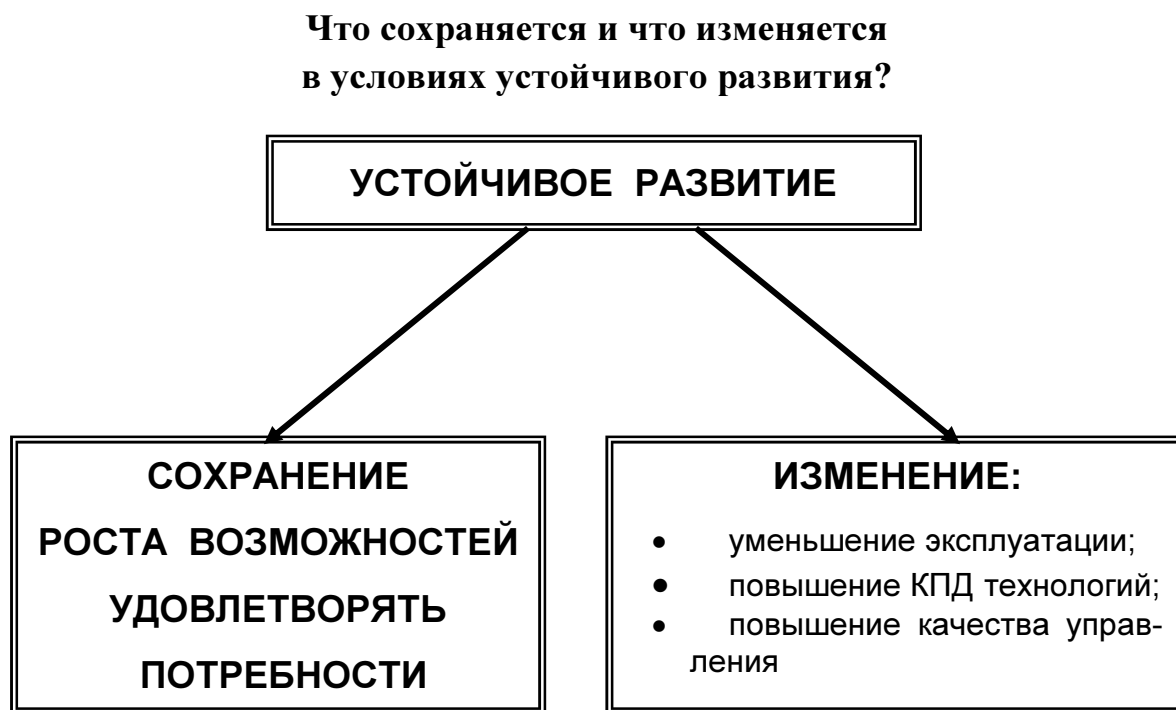 Что сохраняется и что изменяется
в условиях устойчивого развития?
УСТОЙЧИВОЕ РАЗВИТИЕ
СОХРАНЕНИЕ
РОСТА ВОЗМОЖНОСТЕЙ
УДОВЛЕТВОРЯТЬ
ПОТРЕБНОСТИ
ИЗМЕНЕНИЕ:
• уменьшение эксплуатации;
• повышение КПД технологий;
• повышение качества управ-
ления